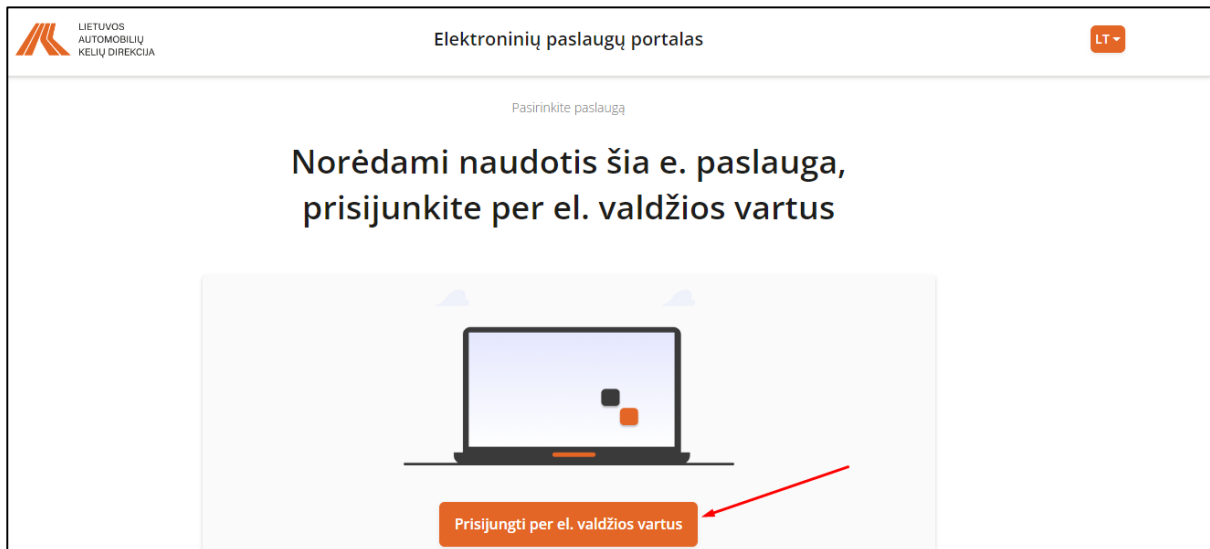 LIETUVOS
AUTOMOBILIŲ
KELIŲ DIREKCIJA
Elektroninių paslaugų portalas
LT
Pasirinkite paslaugą
Norėdami naudotis šia e. paslauga,
prisijunkite per el. valdžios vartus
Prisijungti per el. valdžios vartus